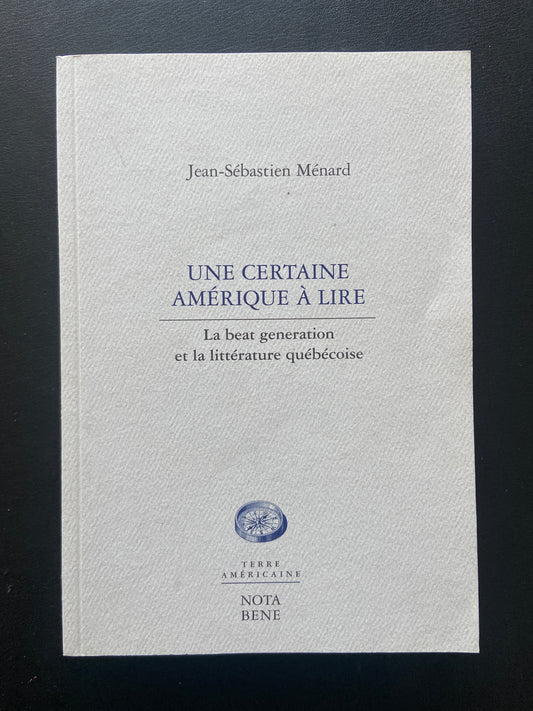 Jean-Sébastien Ménard
UNE CERTAINE
AMÉRIQUE À LIRE
La beat generation
et la littérature québécoise
TERRE
AMÉRICAINE
NOTA
BENE